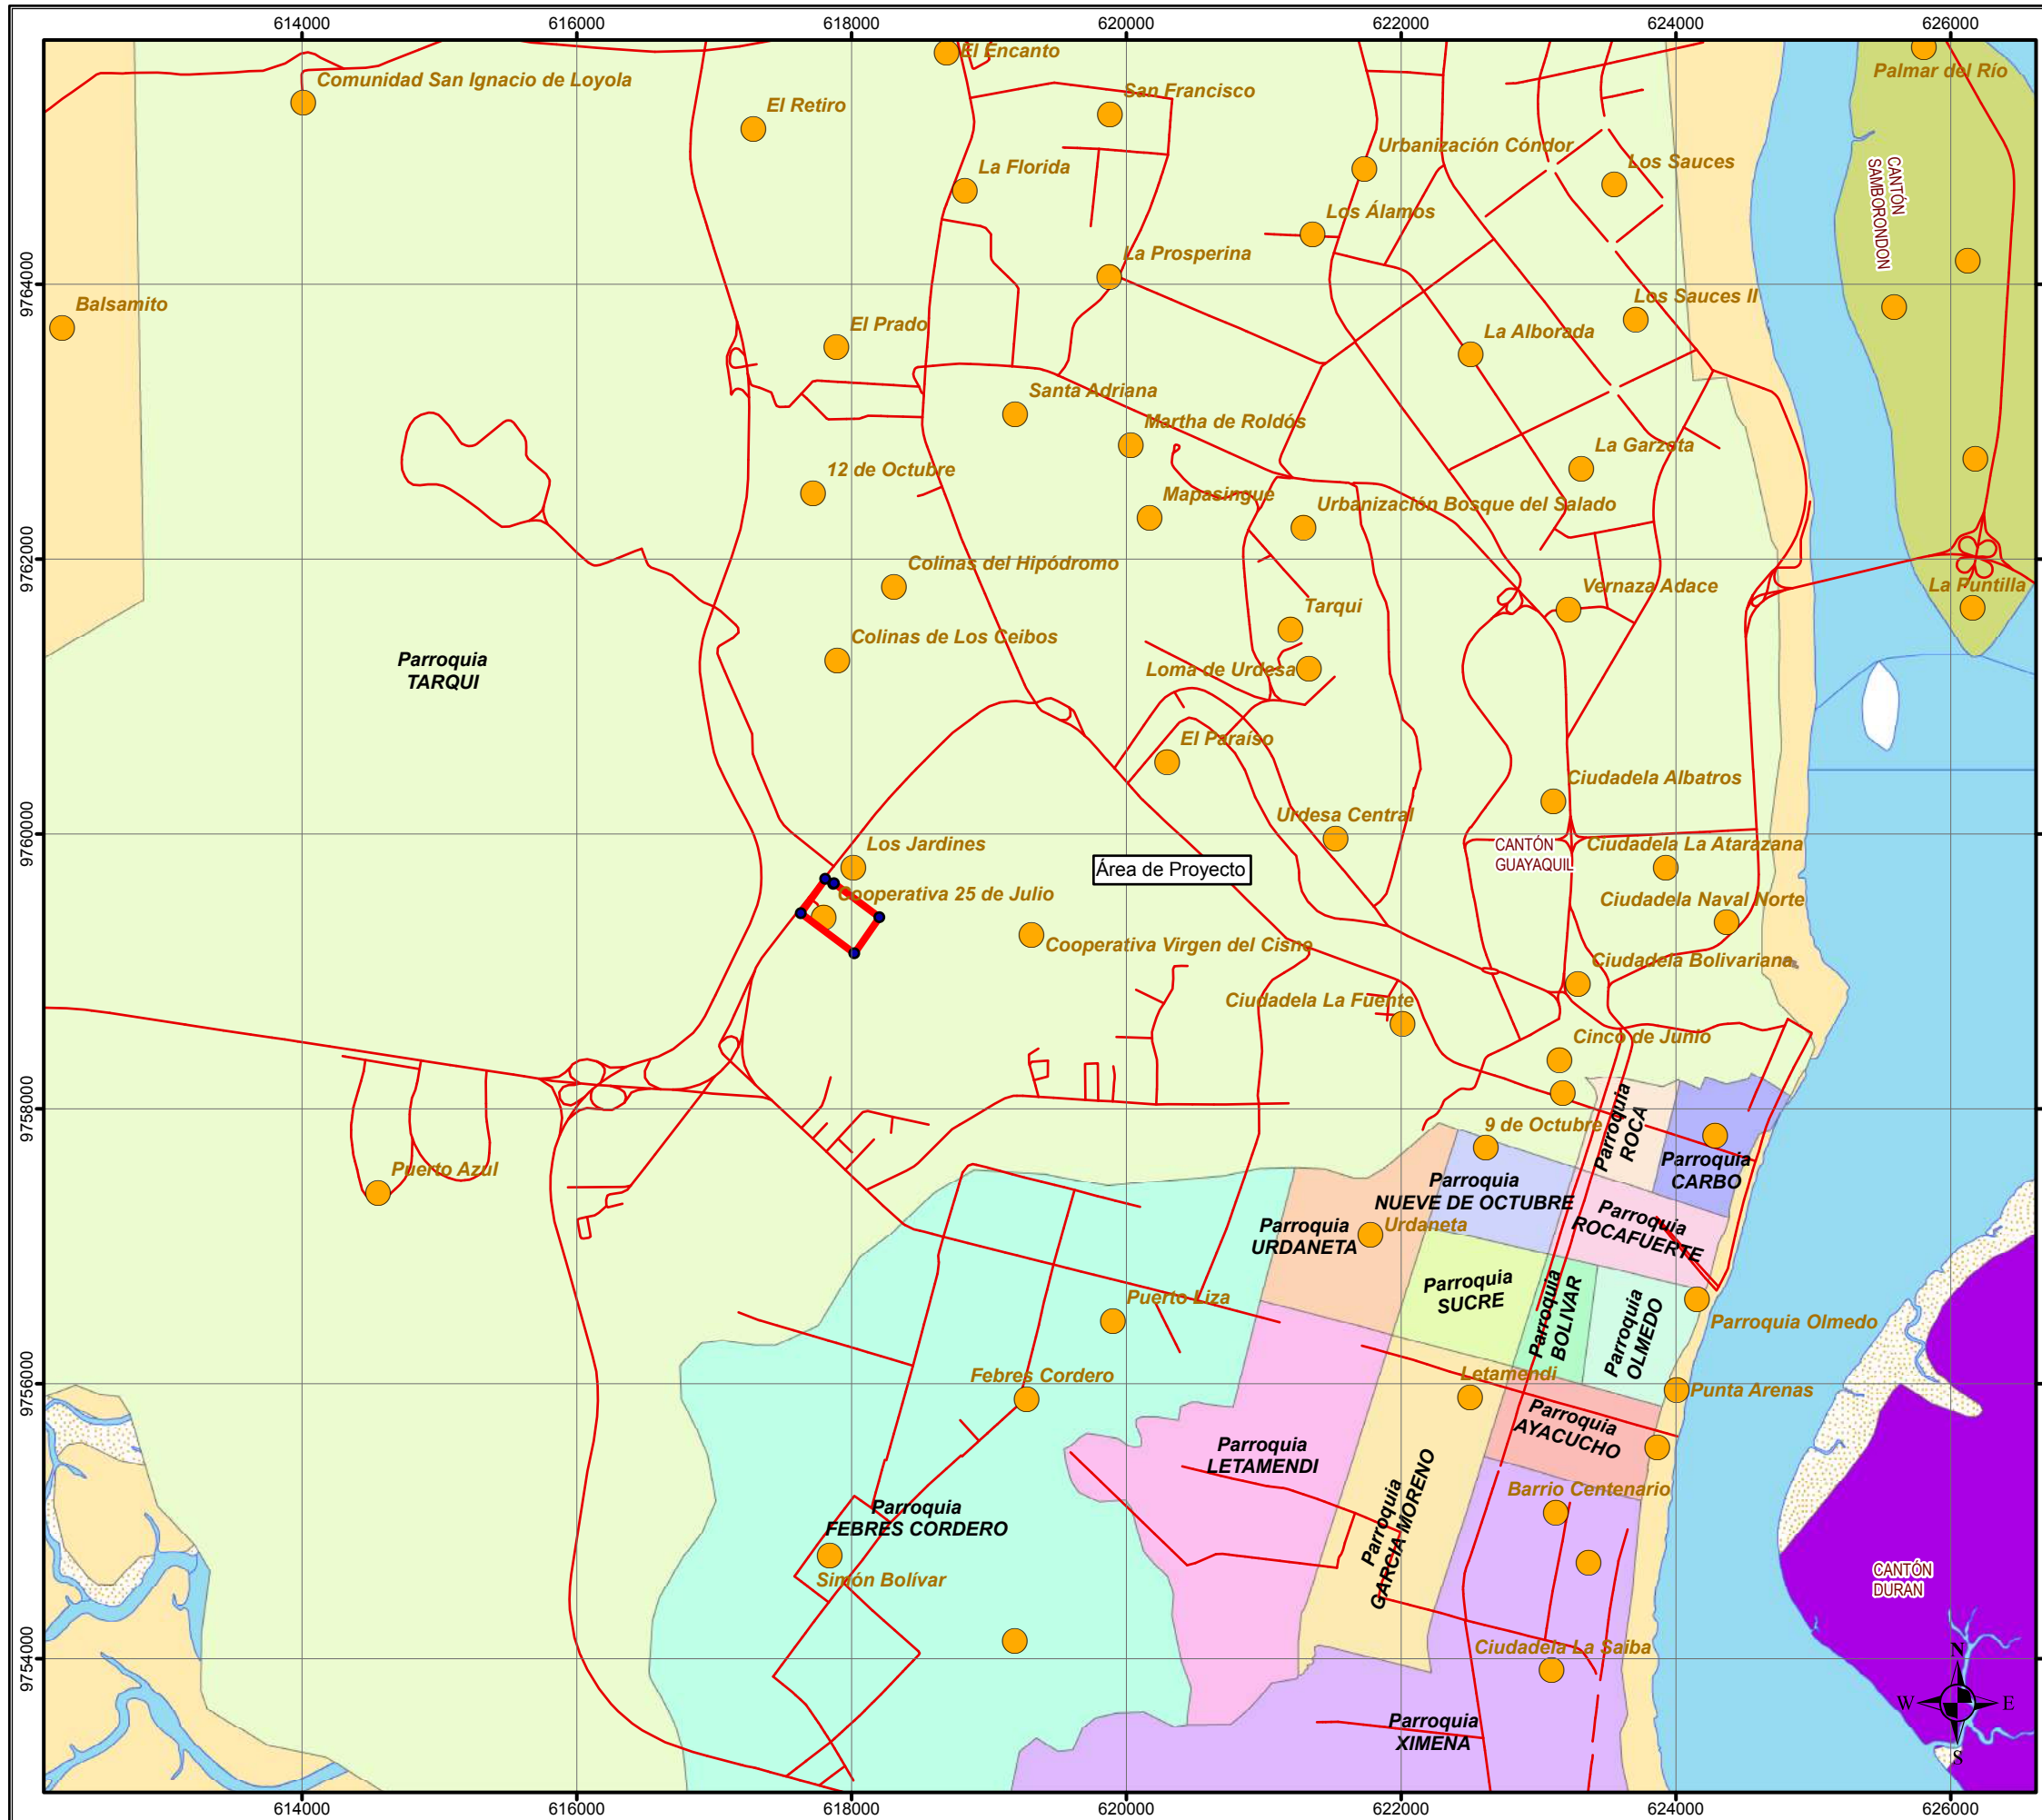 614000 616000 618000 620000 622000 624000 626000
El Encanto
Palmar del Río
Comunidad San Ignacio de Loyola
San Francisco
El Retiro
Urbanización Cóndor
Los Sauces
La Florida
CANTÓN
SAMBORONDON
Los Álamos
La Prosperina
9764000
Balsamito
Los Sauces II
El Prado
La Alborada
Santa Adriana
Martha de Roldós
La Garzota
12 de Octubre
Mapasingue
Urbanización Bosque del Salado
9762000
Colinas del Hipódromo
Vernaza Adace
La Puntilla
Tarqui
Colinas de Los Ceibos
Loma de Urdesa
Parroquia
TARQUI
El Paraíso
Ciudadela Albatros
9760000
Urdesa Central
Los Jardines
CANTÓN
GUAYAQUIL
Ciudadela La Atarazana
Área de Proyecto
Cooperativa 25 de Julio
Ciudadela Naval Norte
Cooperativa Virgen del Cisne
Ciudadela Bolivariana
Ciudadela La Fuente
Cinco de Junio
9758000
9 de Octubre
Parroquia
ROCA
Parroquia
CARBO
Puerto Azul
Parroquia
NUEVE DE OCTUBRE
Parroquia
URDANETA
Urdaneta
Parroquia
ROCAFUERTE
Parroquia
SUCRE
Parroquia
BOLIVAR
Parroquia
OLMEDO
Puerto Liza
Parroquia Olmedo
9756000
Febres Cordero
Letamendi
Punta Arenas
Parroquia
AYACUCHO
Parroquia
LETAMENDI
Parroquia
GARCIA MORENO
Barrio Centenario
Parroquia
FEBRES CORDERO
Simón Bolívar
CANTÓN
DURAN
9754000
Ciudadela La Saiba
Parroquia
XIMENA
N
W E
S
614000 616000 618000 620000 622000 624000 626000